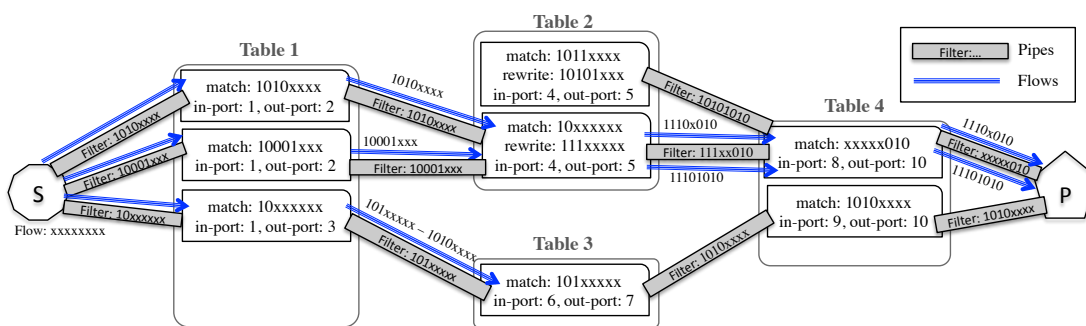 Table 1
match: 1010xxxx
in-port: 1, out-port: 2
match: 10001xxx
in-port: 1, out-port: 2
match: 10xxxxxx
in-port: 1, out-port: 3
Table 2
match: 1011xxxx
rewrite: 10101xxx
in-port: 4, out-port: 5
match: 10xxxxxx
rewrite: 111xxxxx
in-port: 4, out-port: 5
Table 3
match: 101xxxxx
in-port: 6, out-port: 7
Table 4
match: xxxxx010
in-port: 8, out-port: 10
match: 1010xxxx
in-port: 9, out-port: 10
Filter:...
Pipes
Flows
S
Flow: xxxxxxxx
Filter: 1010xxxx
Filter: 10001xxx
Filter: 10xxxxxx
1010xxxx
Filter: 1010xxxx
10001xxx
Filter: 10001xxx
101xxxxx – 1010xxxx
Filter: 101xxxxx
Filter: 10101010
1110x010
Filter: 111xx010
11101010
Filter: 1010xxxx
1110x010
Filter: xxxxx010
11101010
Filter: 1010xxxx
P